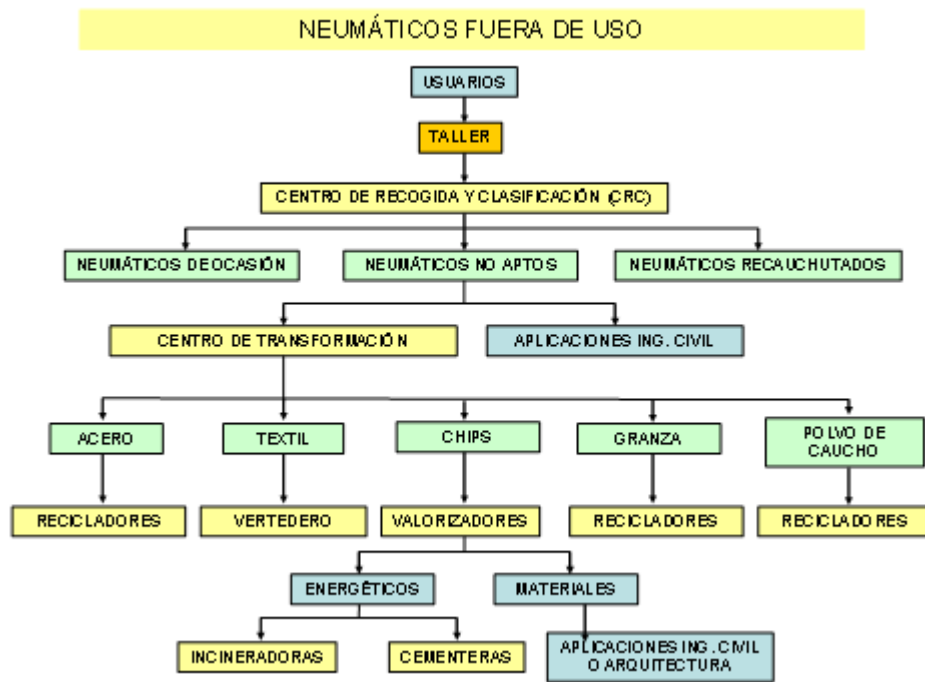 NEUMÁTICOS FUERA DE USO
USUARIOS
TALLER
CENTRO DE RECOGIDA Y CLASIFICACIÓN (CRC)
NEUMÁTICOS DE OCASIÓN
NEUMÁTICOS NO APTOS
NEUMÁTICOS RECAUCHUTADOS
CENTRO DE TRANSFORMACIÓN
APLICACIONES ING. CIVIL
ACERO
TEXTIL
CHIPS
GRANZA
POLVO DE
CAUCHO
RECICLADORES
VERTEDERO
VALORIZADORES
RECICLADORES
RECICLADORES
ENERGÉTICOS
MATERIALES
INCINERADORAS
CEMENTERAS
APLICACIONES ING. CIVIL
O ARQUITECTURA